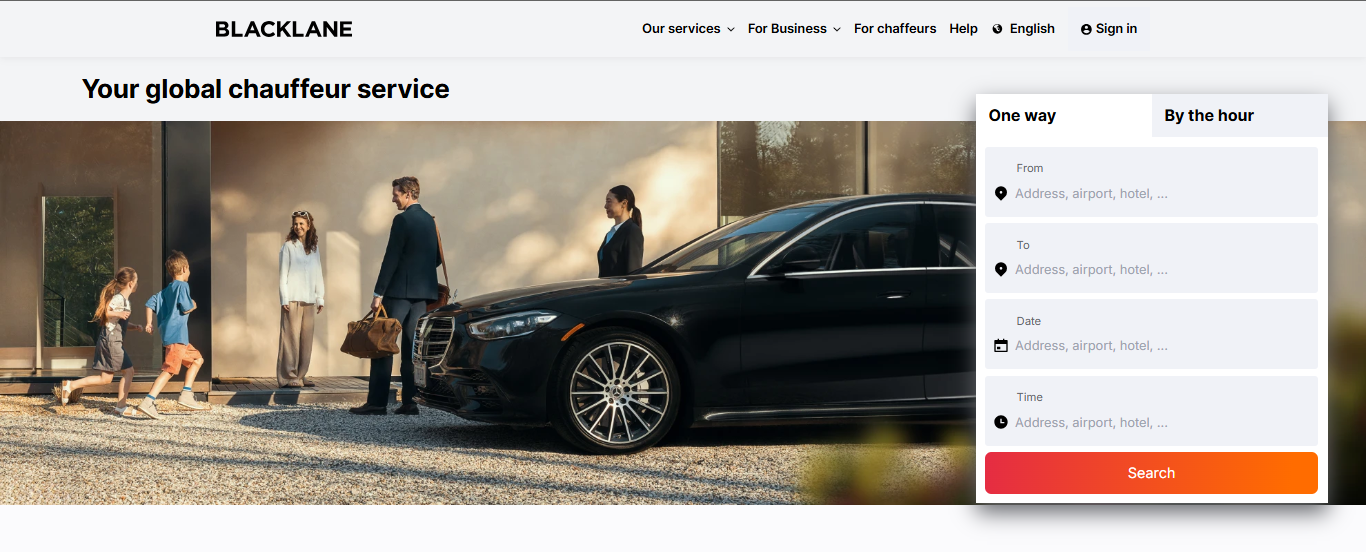 BLACKLANE
Our services
For Business
For chaffeurs
Help
English
Sign in
Your global chauffeur service
One way
By the hour
From
Address, airport, hotel, ...
To
Address, airport, hotel, ...
Date
Address, airport, hotel, ...
Time
Address, airport, hotel, ...
Search